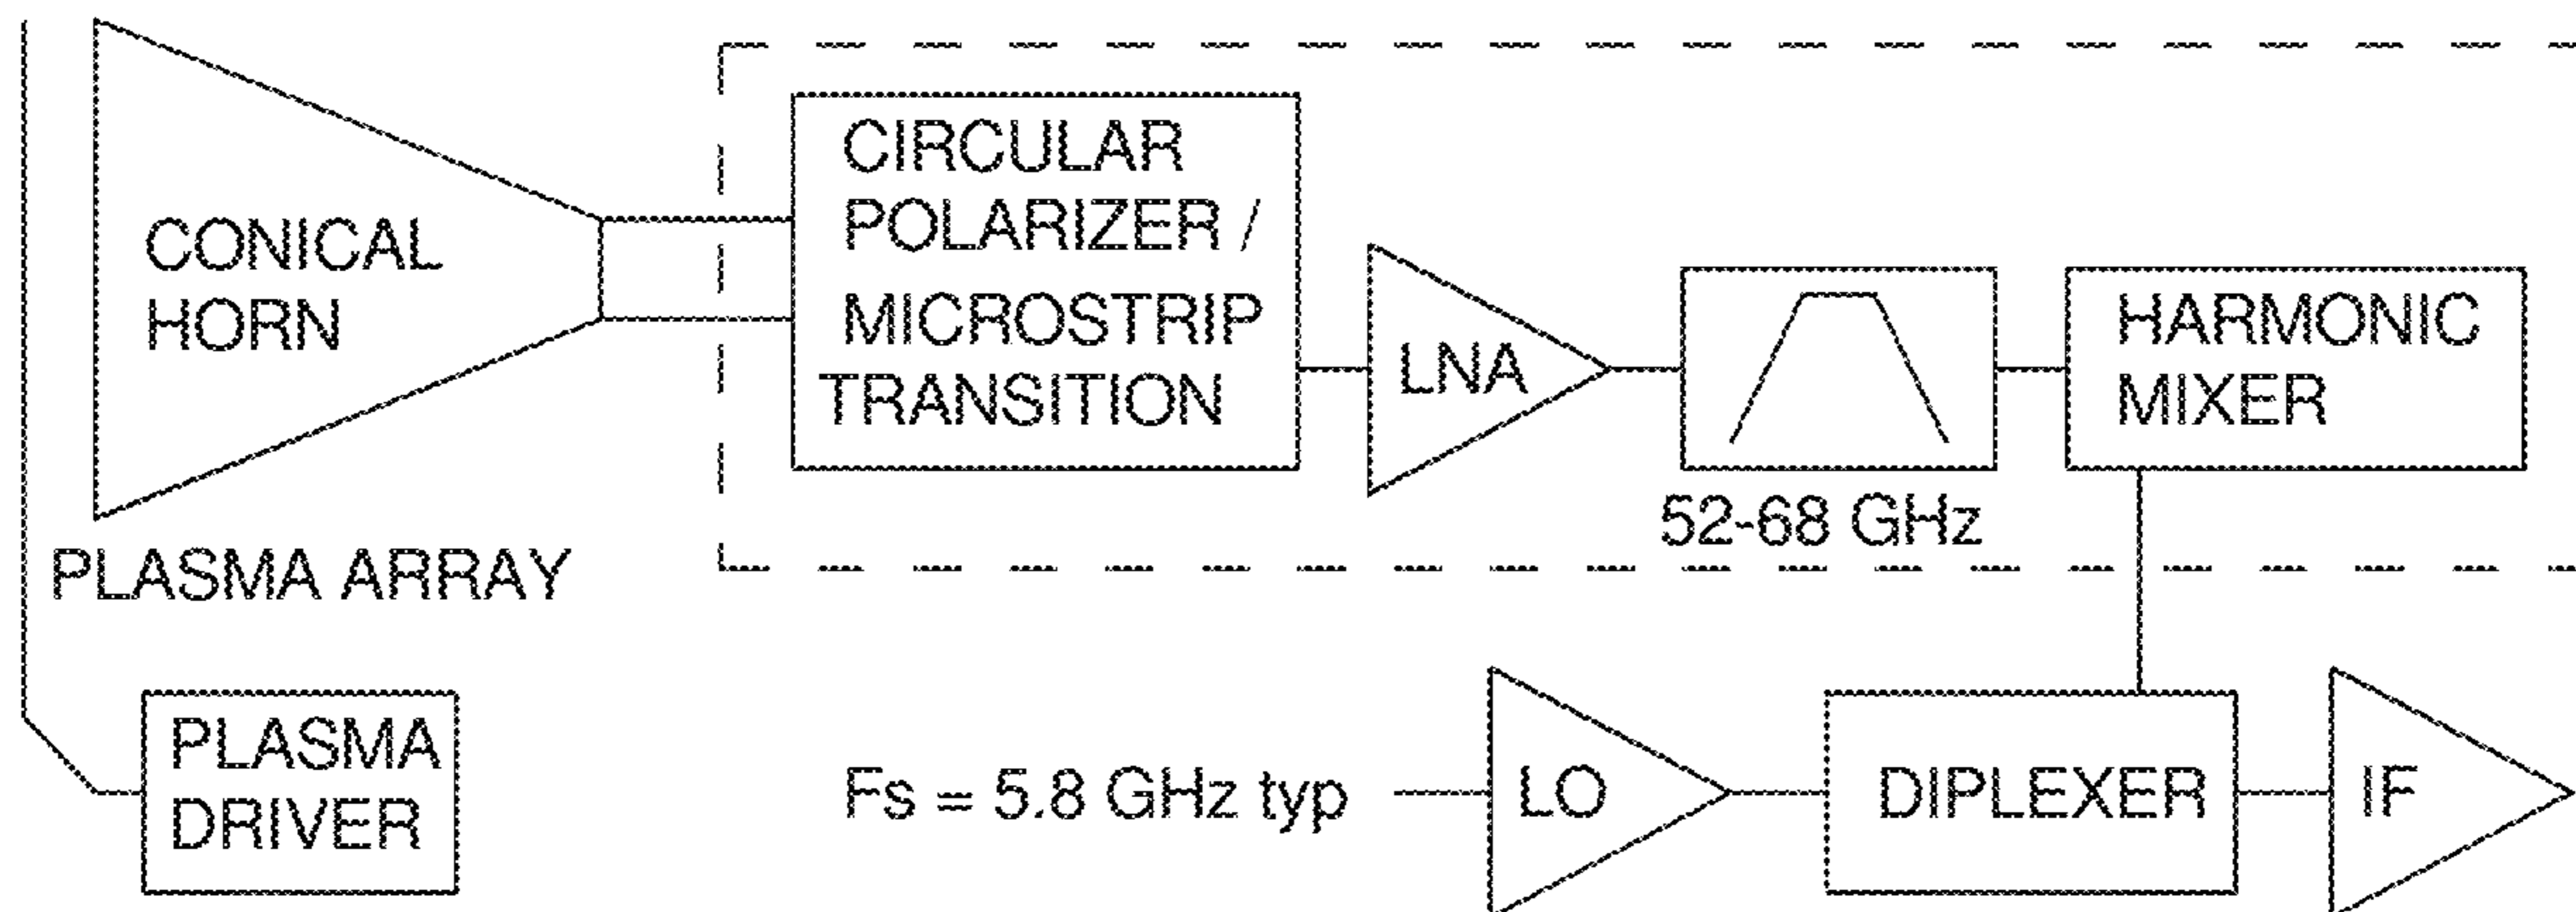 CONICAL
HORN
CIRCULAR
POLARIZER /
MICROSTRIP
TRANSITION
LNA
52-68 GHz
HARMONIC
MIXER
PLASMA ARRAY
PLASMA
DRIVER
Fs = 5.8 GHz typ
LO
DIPLEXER
IF